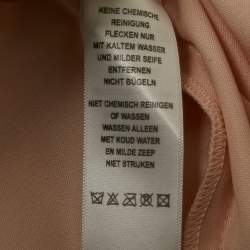 KEINE CHEMISCHE
REINIGUNG
FLECKEN NUR
MIT KALTEM WASSER
UND MILDER SEIFE
ENTFERNEN
NICHT BÜGELN
NIET CHEMISCH REINIGEN
OF WASSEN
WASSEN ALLEEN
MET KOUD WATER
EN MILDE ZEEP
NIET STRIJKEN